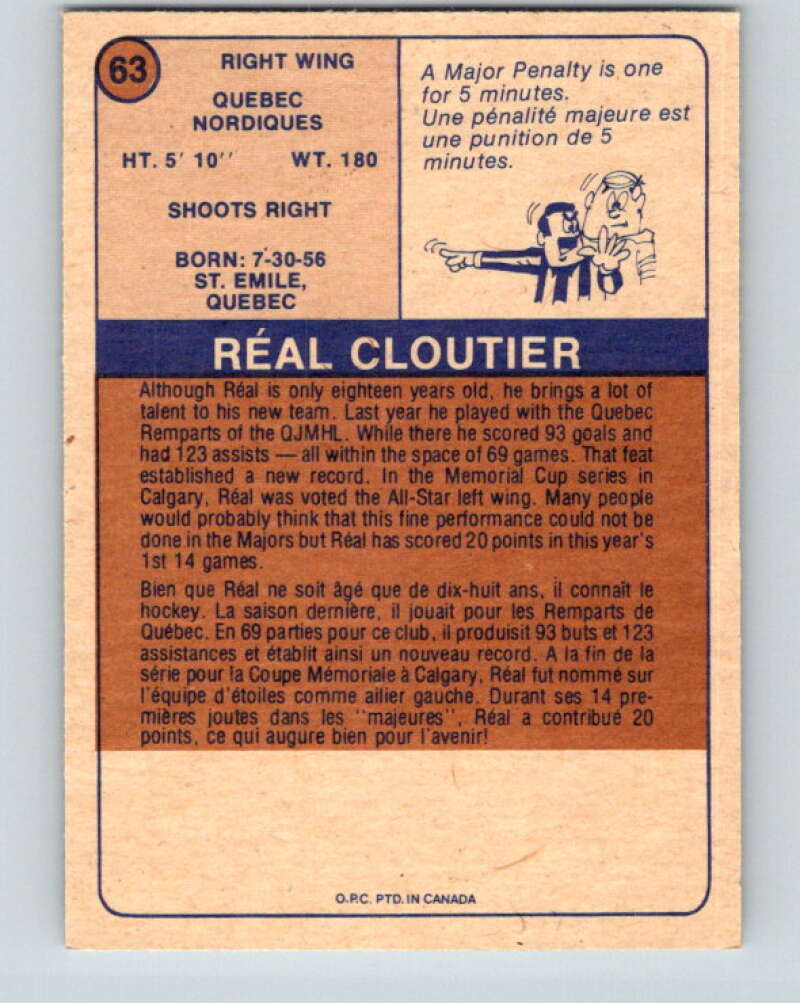 63
RIGHT WING
QUEBEC
NORDIQUES
HT. 5' 10'' WT. 180
SHOOTS RIGHT
BORN: 7-30-56
ST. EMILE,
QUEBEC
A Major Penalty is one
for 5 minutes.
Une pénalité majeure est
une punition de 5
minutes.
RÉAL CLOUTIER
Although Réal is only eighteen years old, he brings a lot of
talent to his new team. Last year he played with the Quebec
Remparts of the QJMHL. While there he scored 93 goals and
had 123 assists — all within the space of 69 games. That feat
established a new record. In the Memorial Cup series in
Calgary, Réal was voted the All-Star left wing. Many people
would probably think that this fine performance could not be
done in the Majors but Réal has scored 20 points in this year's
1st 14 games.
Bien que Réal ne soit âgé que de dix-huit ans, il connaît le
hockey. La saison dernière, il jouait pour les Remparts de
Québec. En 69 parties pour ce club, il produisit 93 buts et 123
assistances et établit ainsi un nouveau record. A la fin de la
série pour la Coupe Mémoriale à Calgary, Réal fut nommé sur
l'équipe d'étoiles comme ailier gauche. Durant ses 14 pre-
mières joutes dans les ''majeures'', Réal a contribué 20
points, ce qui augure bien pour l'avenir!
O.P.C. PTD. IN CANADA